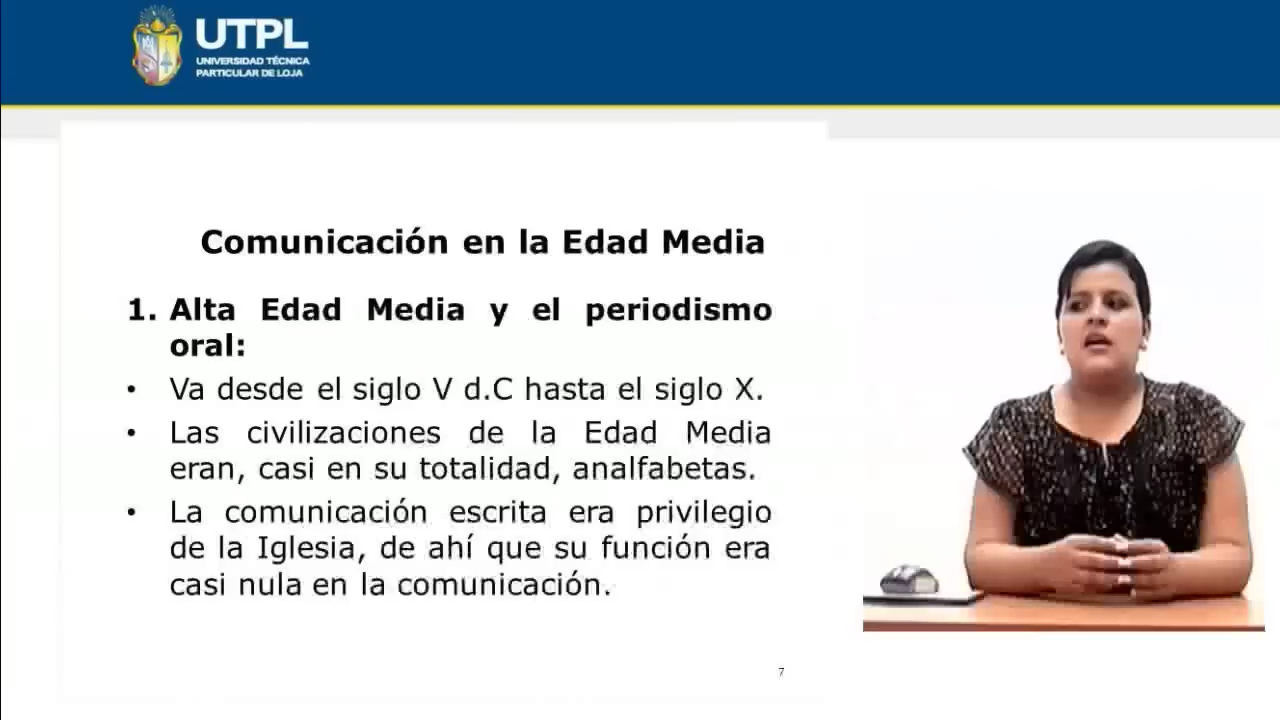 UTPL
UNIVERSIDAD TÉCNICA
PARTICULAR DE LOJA
Comunicación en la Edad Media
1. Alta Edad Media y el periodismo
oral:
• Va desde el siglo V d.C hasta el siglo X.
• Las civilizaciones de la Edad Media
eran, casi en su totalidad, analfabetas.
• La comunicación escrita era privilegio
de la Iglesia, de ahí que su función era
casi nula en la comunicación.
7